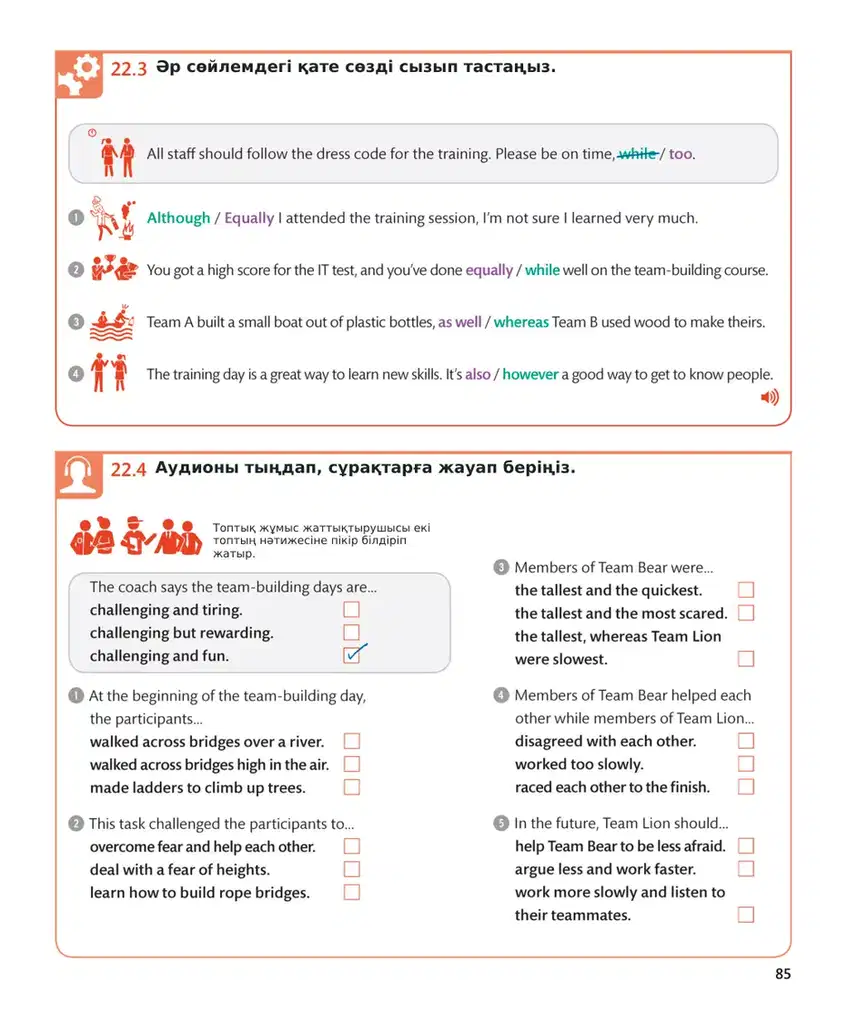 22.3 Әр сөйлемдегі қате сөзді сызып тастаңыз.
All staff should follow the dress code for the training. Please be on time, while / too.
1 Although / Equally I attended the training session, I'm not sure I learned very much.
2 You got a high score for the IT test, and you've done equally / while well on the team-building course.
3 Team A built a small boat out of plastic bottles, as well / whereas Team B used wood to make theirs.
4 The training day is a great way to learn new skills. It's also / however a good way to get to know people.
22.4 Аудионы тыңдап, сұрақтарға жауап беріңіз.
Топтық жұмыс жаттықтырушысы екі
топтың нәтижесіне пікір білдіріп
жатыр.
The coach says the team-building days are...
challenging and tiring.
challenging but rewarding.
challenging and fun.
1 At the beginning of the team-building day,
the participants...
walked across bridges over a river.
walked across bridges high in the air.
made ladders to climb up trees.
2 This task challenged the participants to...
overcome fear and help each other.
deal with a fear of heights.
learn how to build rope bridges.
3 Members of Team Bear were...
the tallest and the quickest.
the tallest and the most scared.
the tallest, whereas Team Lion
were slowest.
4 Members of Team Bear helped each
other while members of Team Lion...
disagreed with each other.
worked too slowly.
raced each other to the finish.
5 In the future, Team Lion should...
help Team Bear to be less afraid.
argue less and work faster.
work more slowly and listen to
their teammates.
85